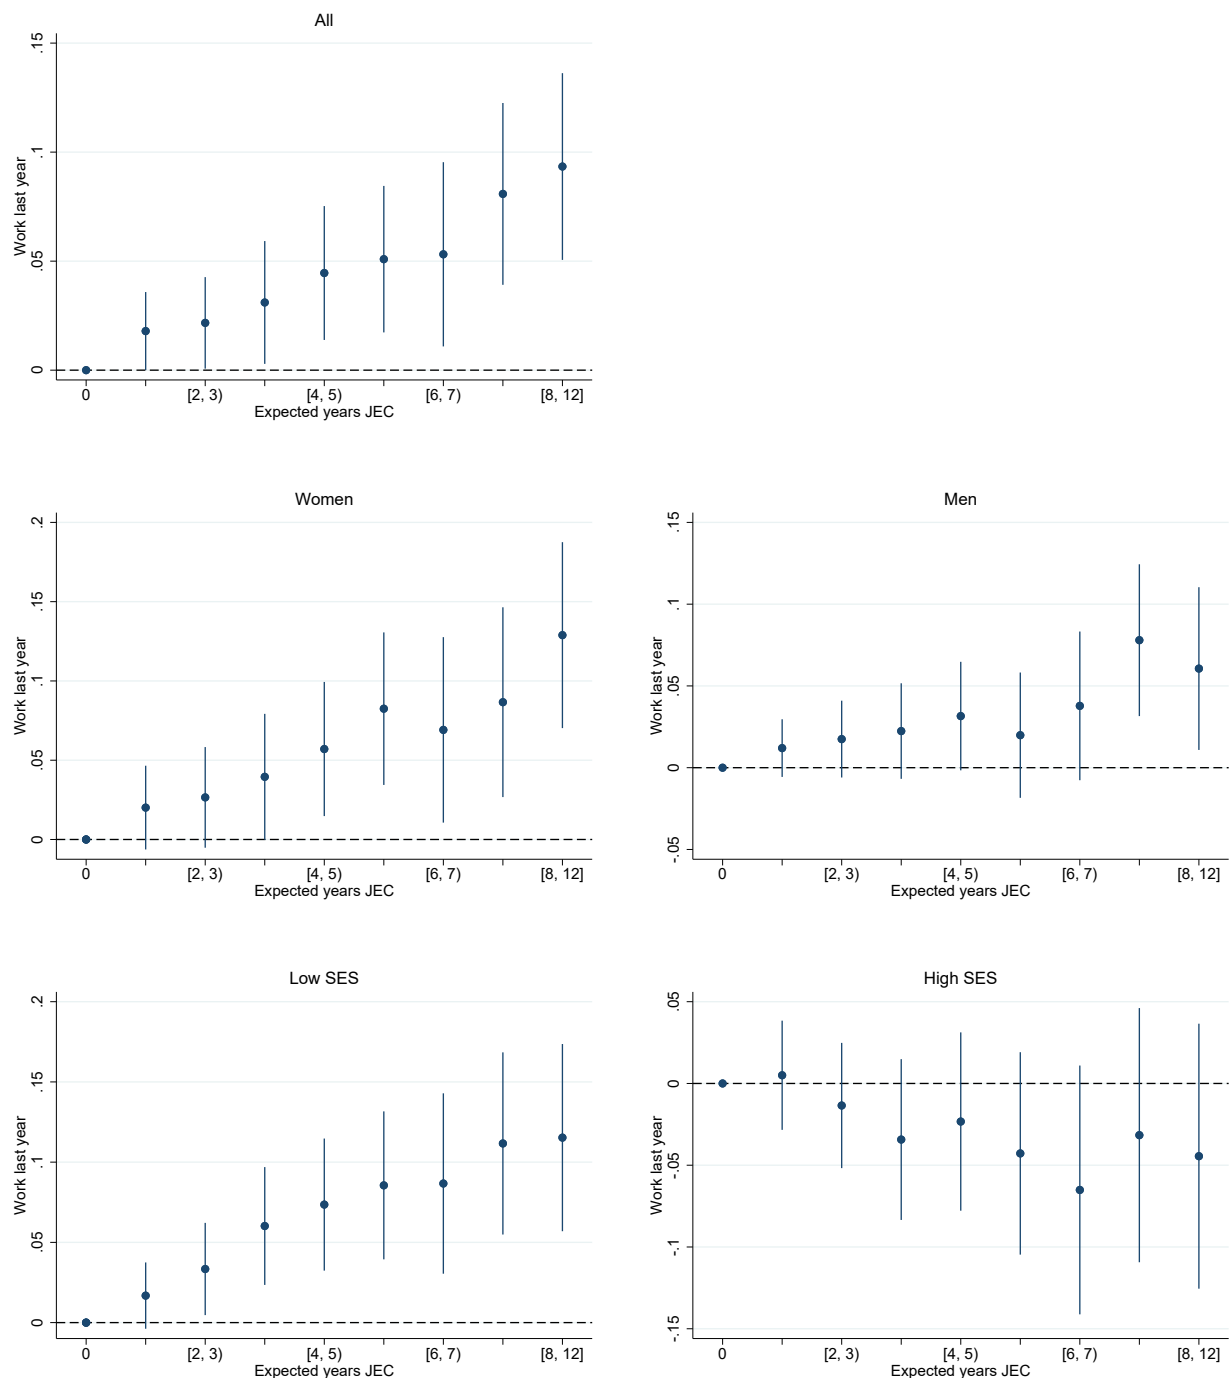 All
Work last year
.15
.1
.05
0
0 [2, 3) [4, 5) [6, 7) [8, 12]
Expected years JEC
Women
Work last year
.2
.15
.1
.05
0
0 [2, 3) [4, 5) [6, 7) [8, 12]
Expected years JEC
Men
Work last year
.15
.1
.05
0
-.05
0 [2, 3) [4, 5) [6, 7) [8, 12]
Expected years JEC
Low SES
Work last year
.2
.15
.1
.05
0
0 [2, 3) [4, 5) [6, 7) [8, 12]
Expected years JEC
High SES
Work last year
.05
0
-.05
-.1
-.15
0 [2, 3) [4, 5) [6, 7) [8, 12]
Expected years JEC